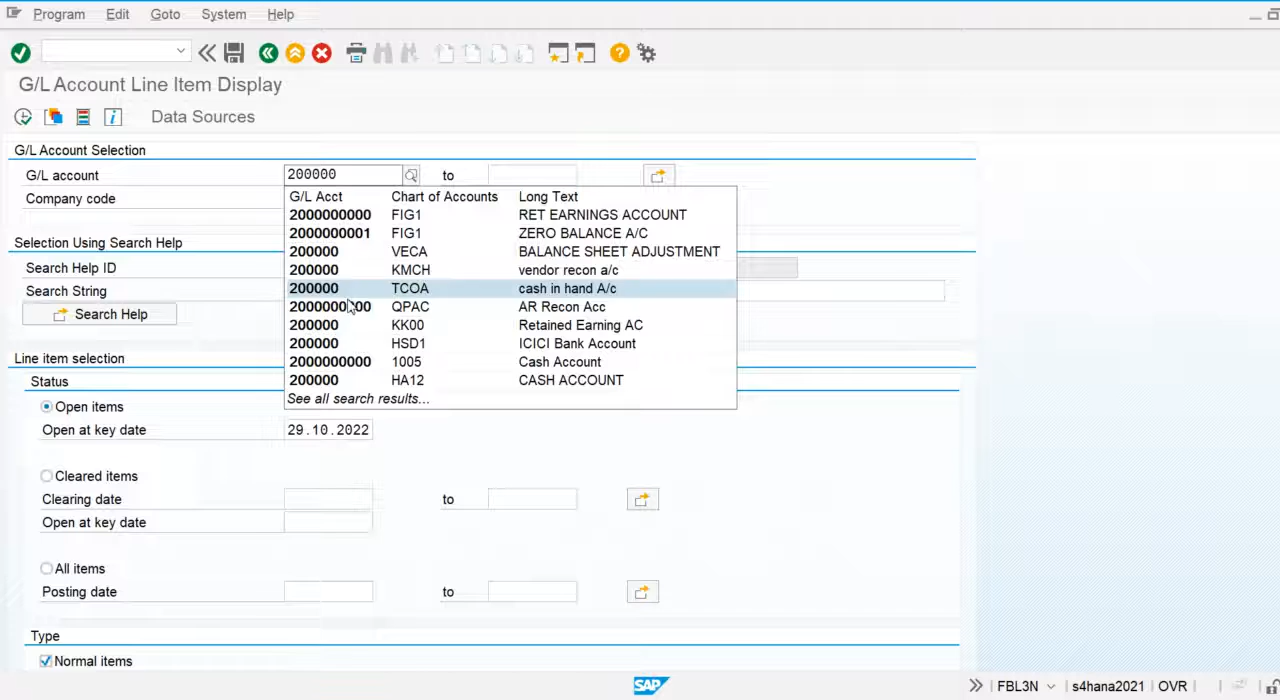 Program Edit Goto System Help
G/L Account Line Item Display
Data Sources
G/L Account Selection
G/L account 200000 to
Company code
G/L Acct Chart of Accounts Long Text
2000000000 FIG1 RET EARNINGS ACCOUNT
2000000001 FIG1 ZERO BALANCE A/C
200000 VECA BALANCE SHEET ADJUSTMENT
200000 KMCH vendor recon a/c
200000 TCOA cash in hand A/c
2000000000 QPAC AR Recon Acc
200000 KK00 Retained Earning AC
200000 HSD1 ICICI Bank Account
2000000000 1005 Cash Account
200000 HA12 CASH ACCOUNT
See all search results...
Selection Using Search Help
Search Help ID
Search String
Search Help
Line item selection
Status
Open items
Open at key date 29.10.2022
Cleared items
Clearing date to
Open at key date
All items
Posting date to
Type
Normal items
SAP FBL3N s4hana2021 OVR